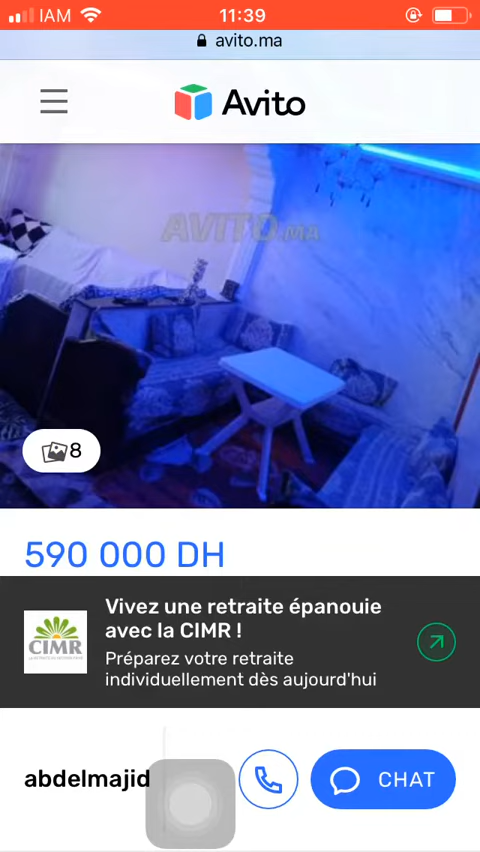 IAM 11:39
avito.ma
Avito
AVITO.ma
8
590 000 DH
Vivez une retraite épanouie
avec la CIMR !
CIMR
Préparez votre retraite
individuellement dès aujourd'hui
abdelmajid
CHAT